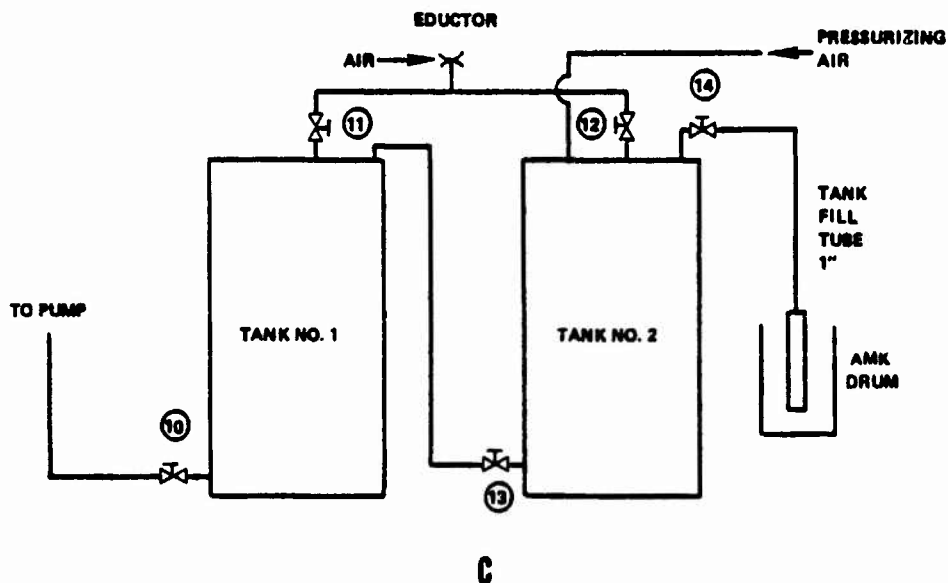 EDUCTOR
AIR
PRESSURIZING
AIR
14
11
12
TANK
FILL
TUBE
1"
TO PUMP
TANK NO. 1
TANK NO. 2
AMK
DRUM
10
13
C